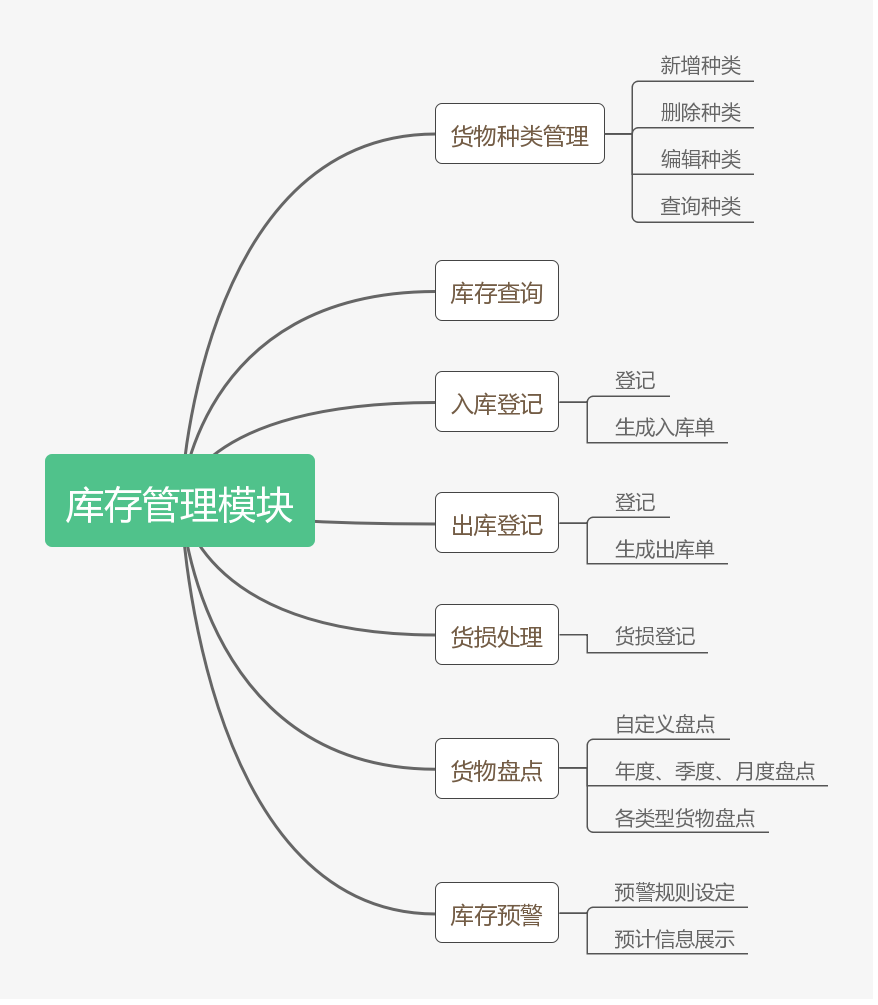 库存管理模块
货物种类管理
新增种类
删除种类
编辑种类
查询种类
库存查询
入库登记
登记
生成入库单
出库登记
登记
生成出库单
货损处理
货损登记
货物盘点
自定义盘点
年度、季度、月度盘点
各类型货物盘点
库存预警
预警规则设定
预计信息展示